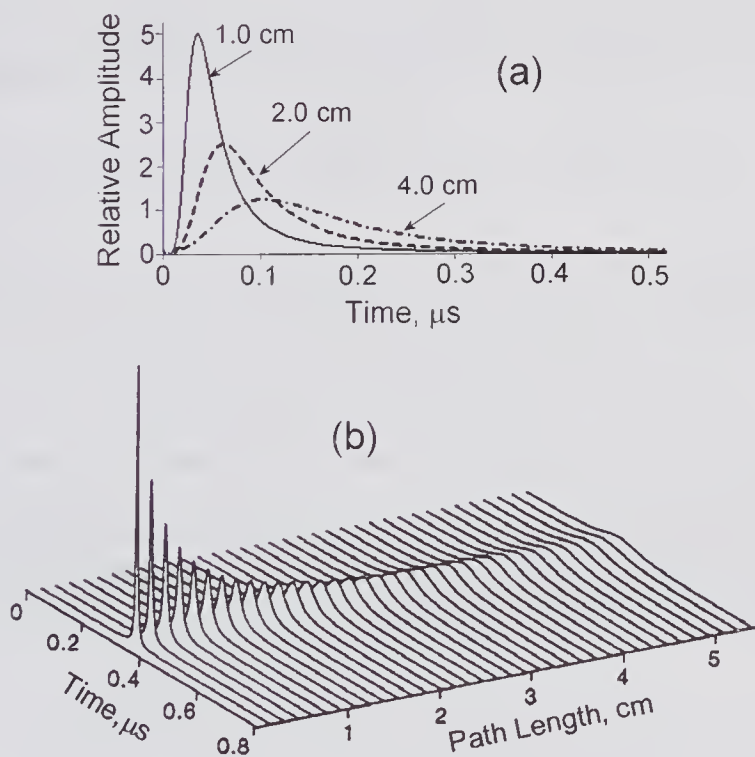 (a)
1.0 cm
2.0 cm
4.0 cm
Relative Amplitude
5
4
3
2
1
0
0 0.1 0.2 0.3 0.4 0.5
Time, μs
(b)
0
0.2
0.4
0.6
0.8
Time, μs
1 2 3 4 5
Path Length, cm